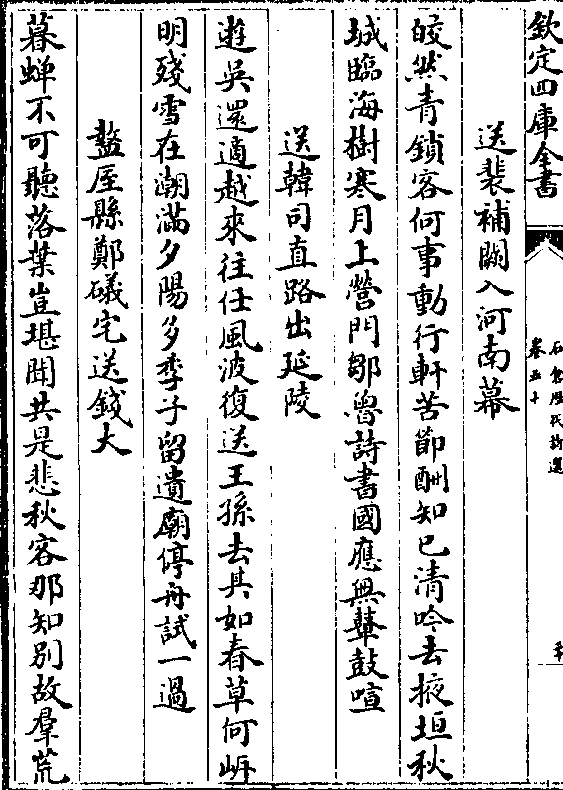 欽定四庫全書
石倉歷代詩選
卷五十
送裴補闕入河南幕
皎然青鎖客何事動行軒苦節酬知已清吟去掖垣秋
城臨海樹寒月上營門鄒魯詩書國應無鞞鼓喧
送韓司直路出延陵
遊吳還適越來往任風波復送王孫去其如春草何㟁
明殘雪在潮滿夕陽多季子留遺廟停舟試一過
盩厔縣鄭礒宅送錢大
暮蟬不可聽落葉豈堪聞共是悲秋客那知別故羣荒